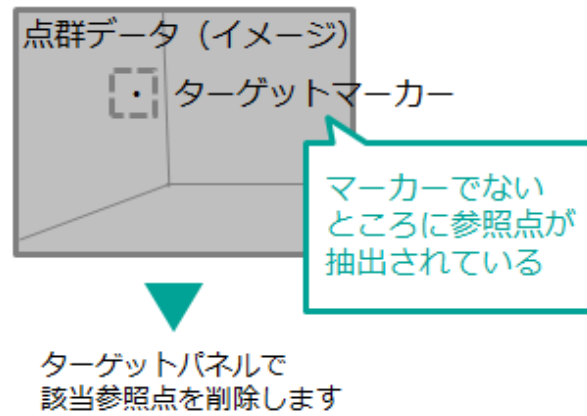 点群データ（イメージ）
ターゲットマーカー
マーカーでない
ところに参照点が
抽出されている
ターゲットパネルで
該当参照点を削除します